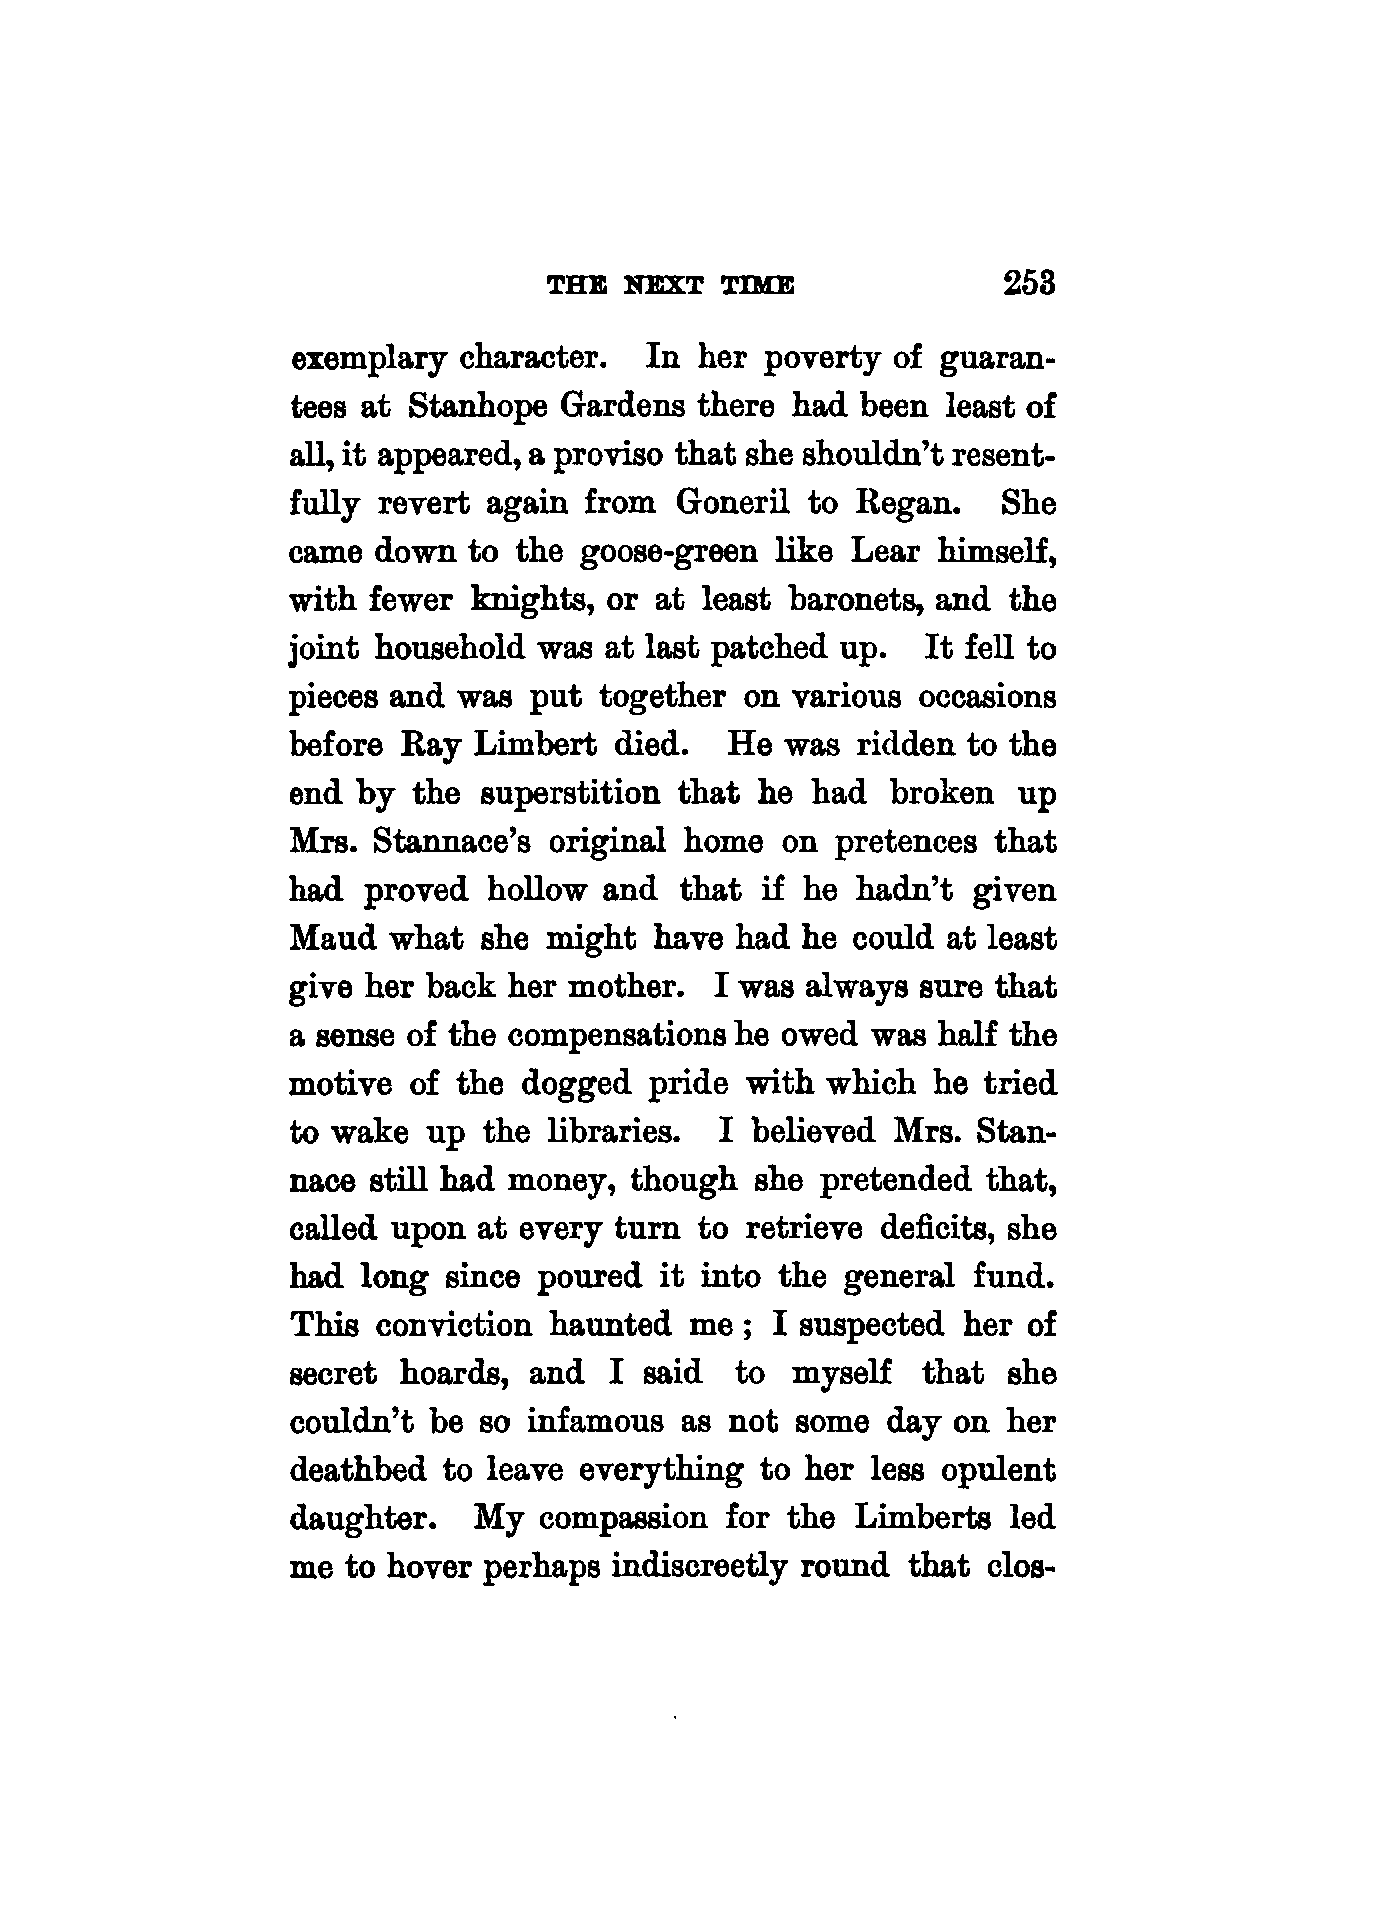 THE NEXT TIME 253
exemplary character. In her poverty of guaran-
tees at Stanhope Gardens there had been least of
all, it appeared, a proviso that she shouldn't resent-
fully revert again from Goneril to Regan. She
came down to the goose-green like Lear himself,
with fewer knights, or at least baronets, and the
joint household was at last patched up. It fell to
pieces and was put together on various occasions
before Ray Limbert died. He was ridden to the
end by the superstition that he had broken up
Mrs. Stannace's original home on pretences that
had proved hollow and that if he hadn't given
Maud what she might have had he could at least
give her back her mother. I was always sure that
a sense of the compensations he owed was half the
motive of the dogged pride with which he tried
to wake up the libraries. I believed Mrs. Stan-
nace still had money, though she pretended that,
called upon at every turn to retrieve deficits, she
had long since poured it into the general fund.
This conviction haunted me ; I suspected her of
secret hoards, and I said to myself that she
couldn't be so infamous as not some day on her
deathbed to leave everything to her less opulent
daughter. My compassion for the Limberts led
me to hover perhaps indiscreetly round that clos-